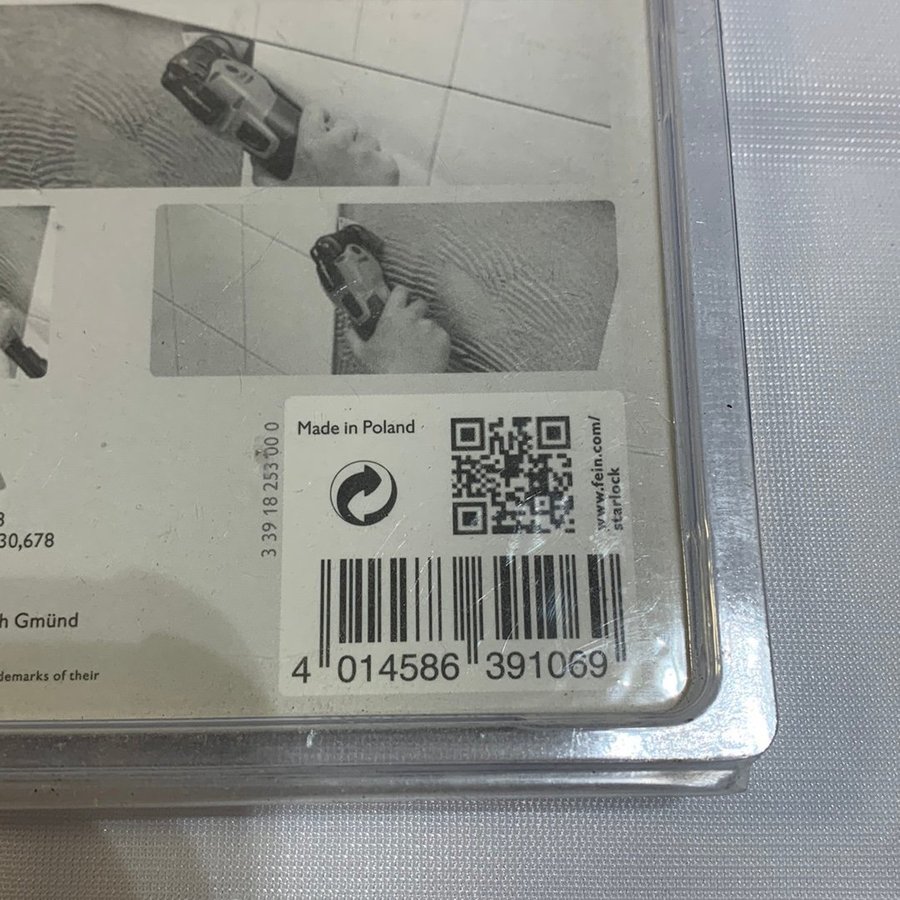 Made in Poland
www.fein.com/
starlock
3 39 18 253 00 0
30,678
h Gmünd
demarks of their
4 014586 391069